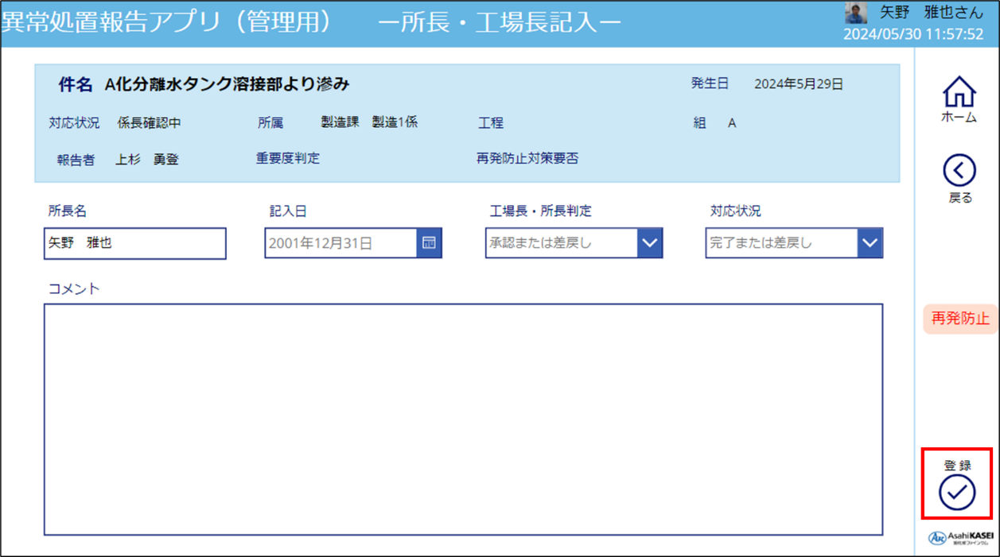 異常処置報告アプリ（管理用）　ー所長・工場長記入ー
矢野　雅也さん
2024/05/30 11:57:52
件名 A化分離水タンク溶接部より滲み 発生日 2024年5月29日
対応状況 係長確認中 所属 製造課　製造1係 工程 組 A
報告者 上杉　勇登 重要度判定 再発防止対策要否
ホーム
戻る
所長名 記入日 工場長・所長判定 対応状況
矢野　雅也 2001年12月31日 承認または差戻し 完了または差戻し
コメント
再発防止
登 録
AsahiKASEI